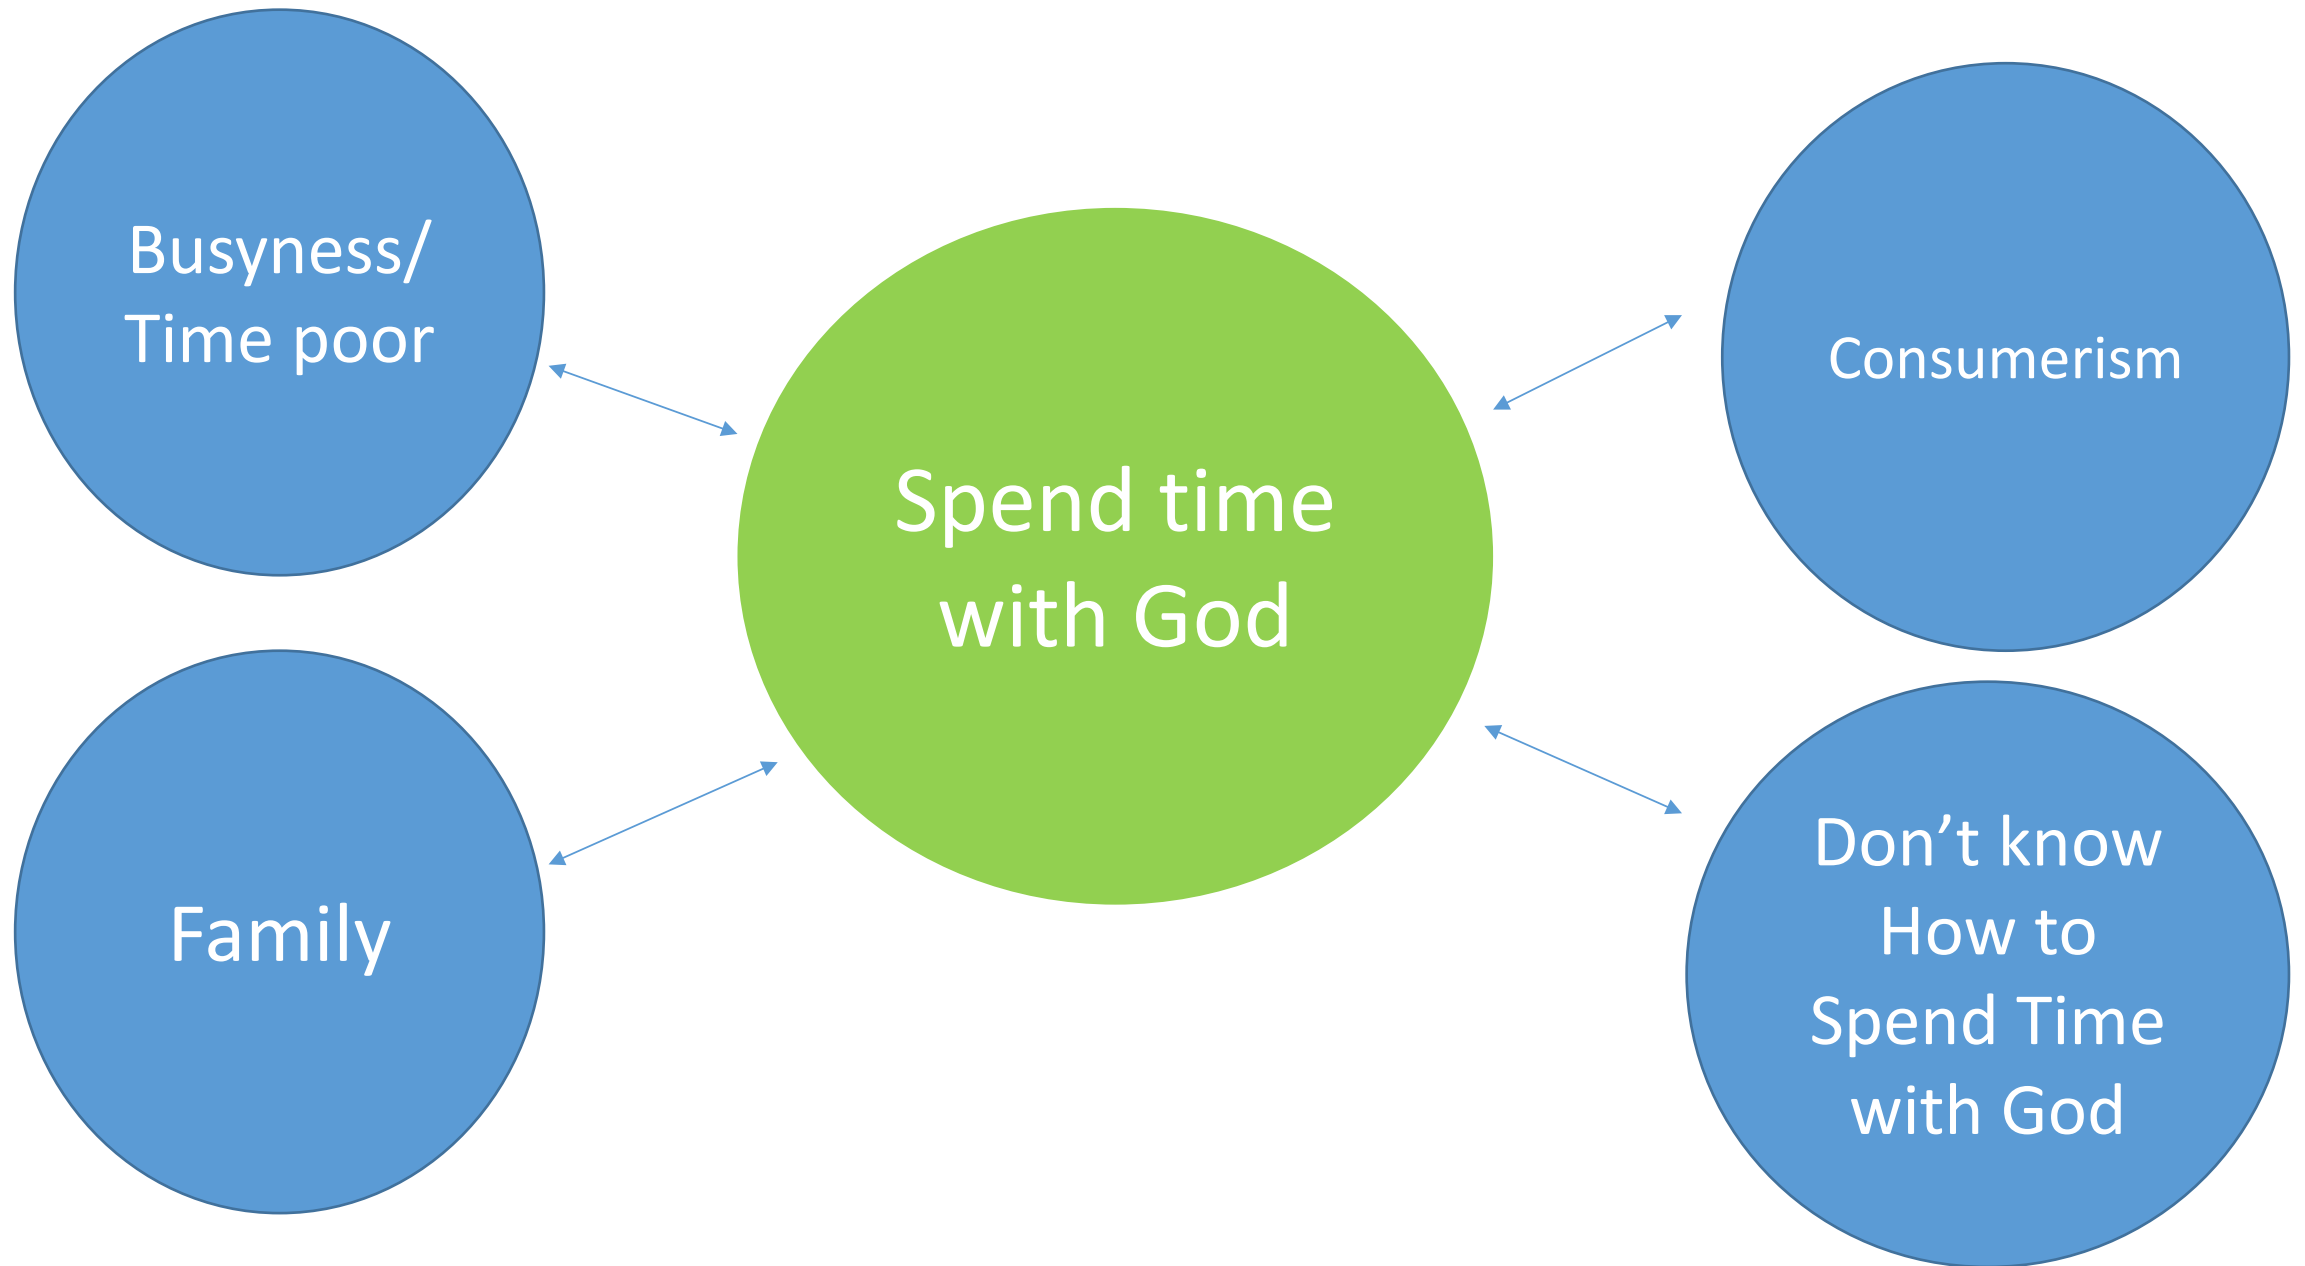 Busyness/
Time poor
Consumerism
Spend time
with God
Family
Don’t know
How to
Spend Time
with God